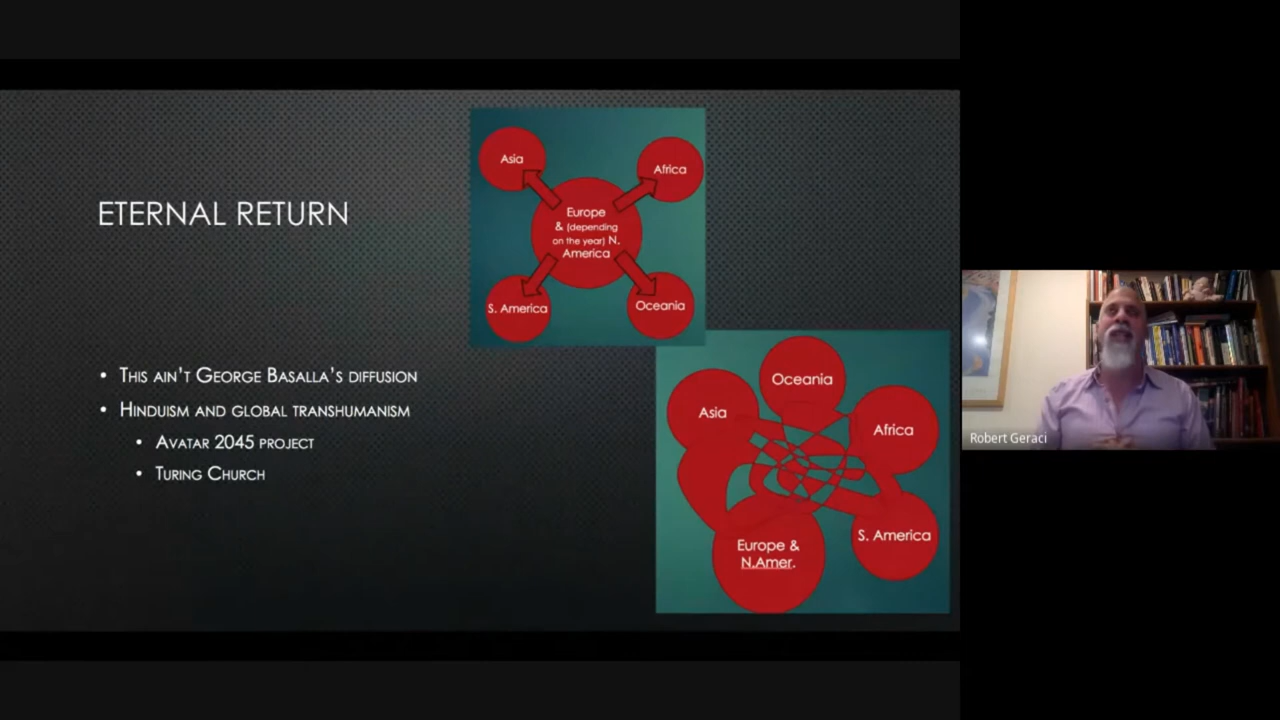 ETERNAL RETURN
• THIS AIN'T GEORGE BASALLA'S DIFFUSION
• HINDUISM AND GLOBAL TRANSHUMANISM
• AVATAR 2045 PROJECT
• TURING CHURCH
Asia
Africa
Europe
& (depending
on the year) N.
America
S. America
Oceania
Oceania
Asia
Africa
Europe &
N.Amer.
S. America
Robert Geraci